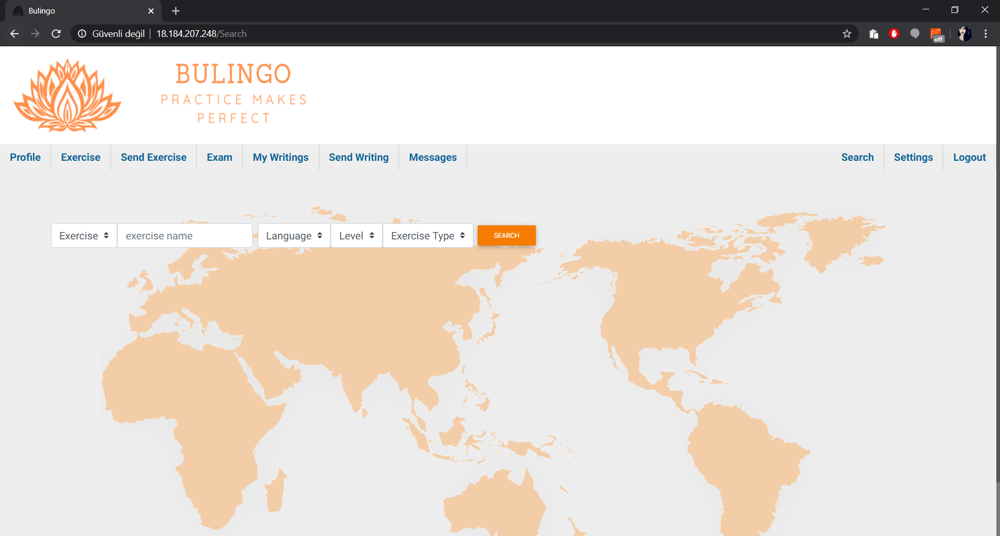 Bulingo
Güvenli değil | 18.184.207.248/Search
off
BULINGO
PRACTICE MAKES
PERFECT
Profile Exercise Send Exercise Exam My Writings Send Writing Messages Search Settings Logout
Exercise exercise name Language Level Exercise Type SEARCH